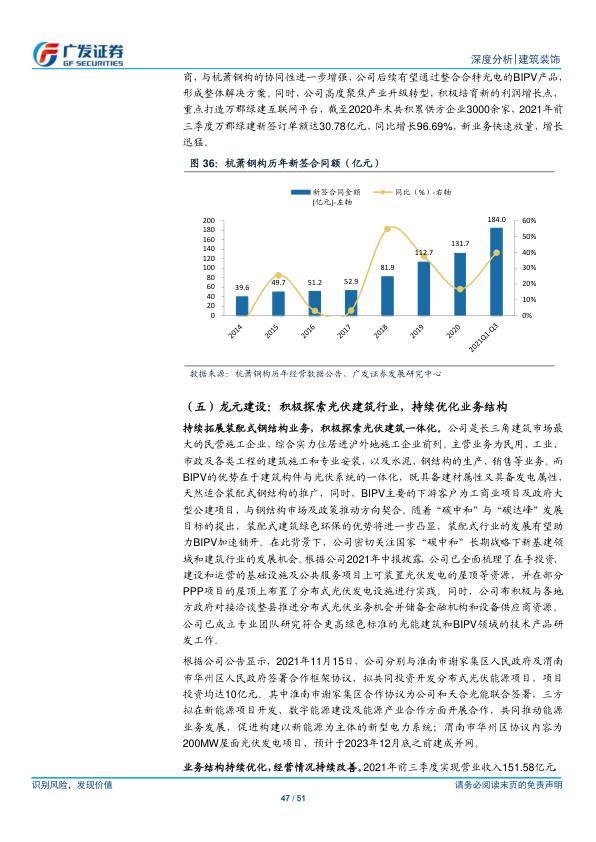 广发证券
GF SECURITIES
深度分析|建筑装饰
商，与杭萧钢构的协同性进一步增强，公司后续有望通过整合合特光电的BIPV产品，
形成整体解决方案。同时，公司高度聚焦产业升级转型，积极培育新的利润增长点，
重点打造万郡绿建互联网平台，截至2020年末共积累供方企业3000余家，2021年前
三季度万郡绿建新签订单额达30.78亿元，同比增长96.69%，新业务快速放量，增长
迅猛。
图 36：杭萧钢构历年新签合同额（亿元）
新签合同金额
(亿元)-左轴
同比（%）-右轴
200
180
160
140
120
100
80
60
40
20
0
39.6
49.7
51.2
52.9
81.9
112.7
131.7
184.0
60%
50%
40%
30%
20%
10%
0%
2014
2015
2016
2017
2018
2019
2020
2021Q1-Q3
数据来源：杭萧钢构历年经营数据公告、广发证券发展研究中心
（五）龙元建设：积极探索光伏建筑行业，持续优化业务结构
持续拓展装配式钢结构业务，积极探索光伏建筑一体化。公司是长三角建筑市场最
大的民营施工企业，综合实力位居进沪外地施工企业前列。主营业务为民用、工业、
市政及各类工程的建筑施工和专业安装，以及水泥、钢结构的生产、销售等业务。而
BIPV的优势在于建筑构件与光伏系统的一体化，既具备建材属性又具备发电属性，
天然适合装配式钢结构的推广，同时，BIPV主要的下游客户为工商业项目及政府大
型公建项目，与钢结构市场及政策推动方向契合。随着“碳中和”与“碳达峰”发展
目标的提出，装配式建筑绿色环保的优势将进一步凸显，装配式行业的发展有望助
力BIPV加速铺开。在此背景下，公司密切关注国家“碳中和”长期战略下新基建领
域和建筑行业的发展机会。根据公司2021年中报披露，公司已全面梳理了在手投资、
建设和运营的基础设施及公共服务项目上可装置光伏发电的屋顶等资源，并在部分
PPP项目的屋顶上布置了分布式光伏发电设施进行实践。同时，公司布积极与各地
方政府对接洽谈整县推进分布式光伏业务机会并储备金融机构和设备供应商资源。
公司已成立专业团队研究符合更高绿色标准的光能建筑和BIPV领域的技术产品研
发工作。
根据公司公告显示，2021年11月15日，公司分别与淮南市谢家集区人民政府及渭南
市华州区人民政府签署合作框架协议，拟共同投资开发分布式光伏能源项目，项目
投资均达10亿元。其中淮南市谢家集区合作协议为公司和天合光能联合签署，三方
拟在新能源项目开发、数字能源建设及能源产业合作方面开展合作，共同推动能源
业务发展，促进构建以新能源为主体的新型电力系统；渭南市华州区协议内容为
200MW屋面光伏发电项目，预计于2023年12月底之前建成并网。
业务结构持续优化，经营情况持续改善。2021年前三季度实现营业收入151.58亿元
识别风险，发现价值
请务必阅读末页的免责声明
47 / 51